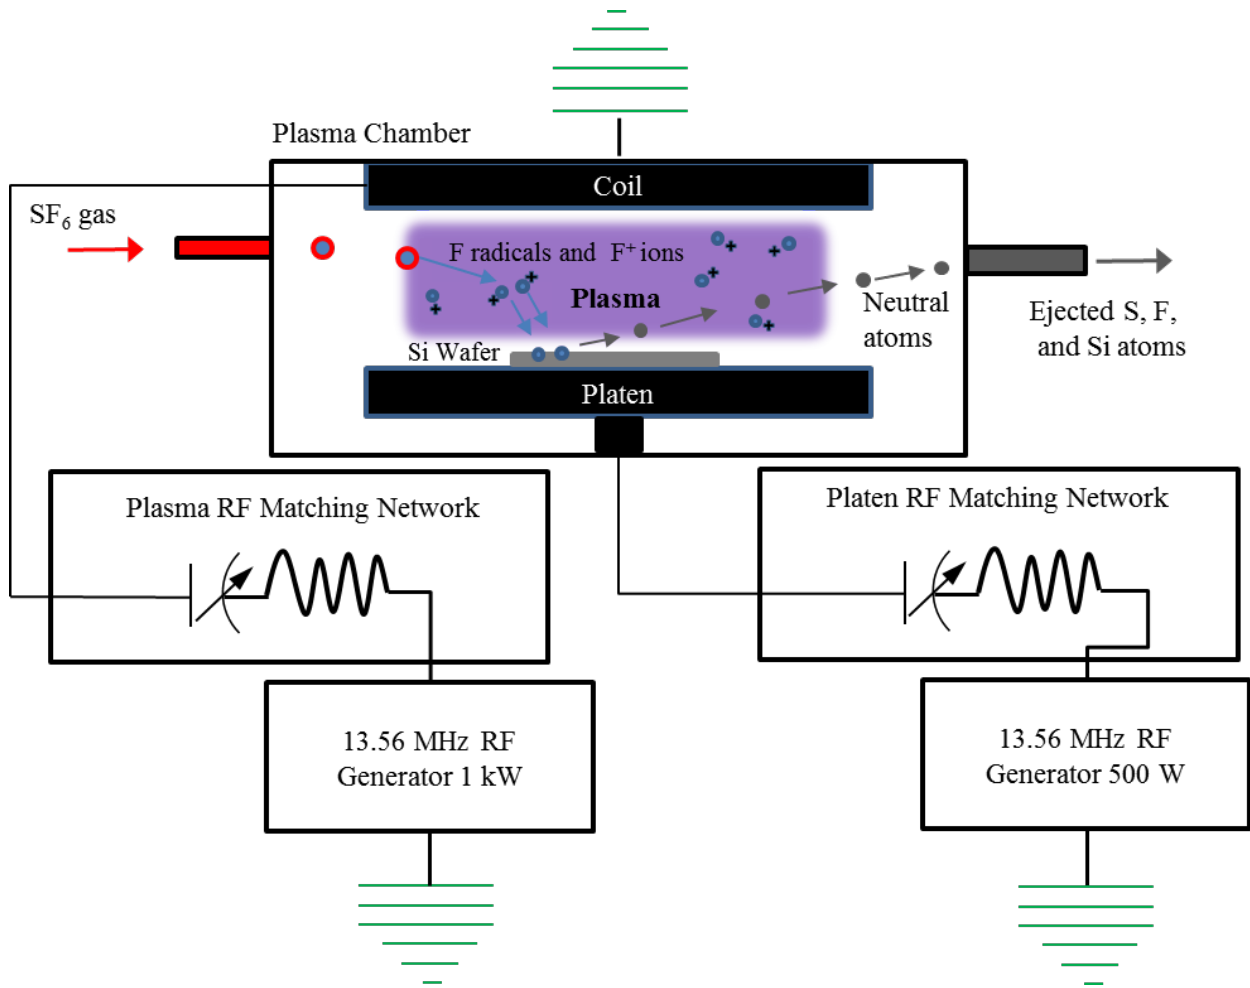 Plasma Chamber
Coil
SF₆ gas
F radicals and F⁺ ions
Plasma
Neutral
atoms
Ejected S, F,
and Si atoms
Si Wafer
Platen
Plasma RF Matching Network
Platen RF Matching Network
13.56 MHz RF
Generator 1 kW
13.56 MHz RF
Generator 500 W